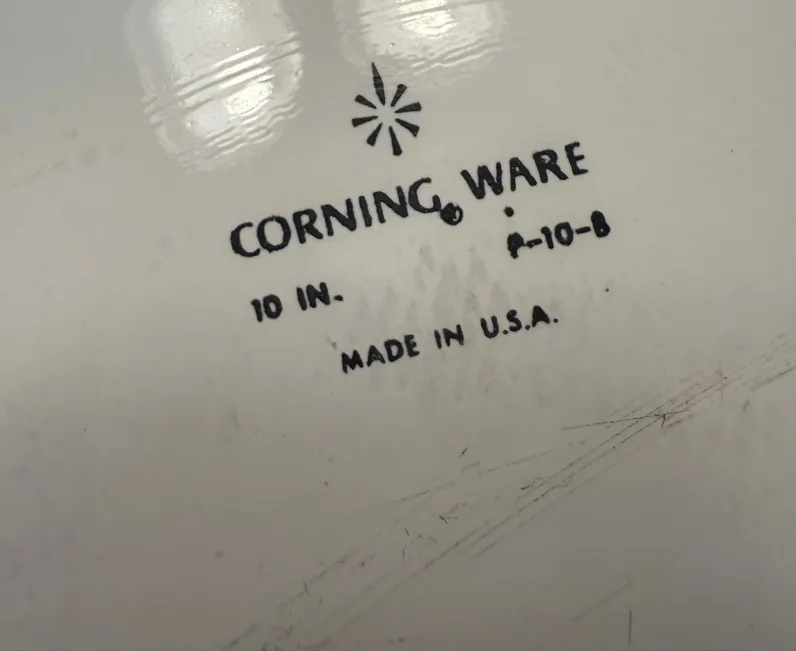 CORNING® WARE
10 IN. P-10-B
MADE IN U.S.A.